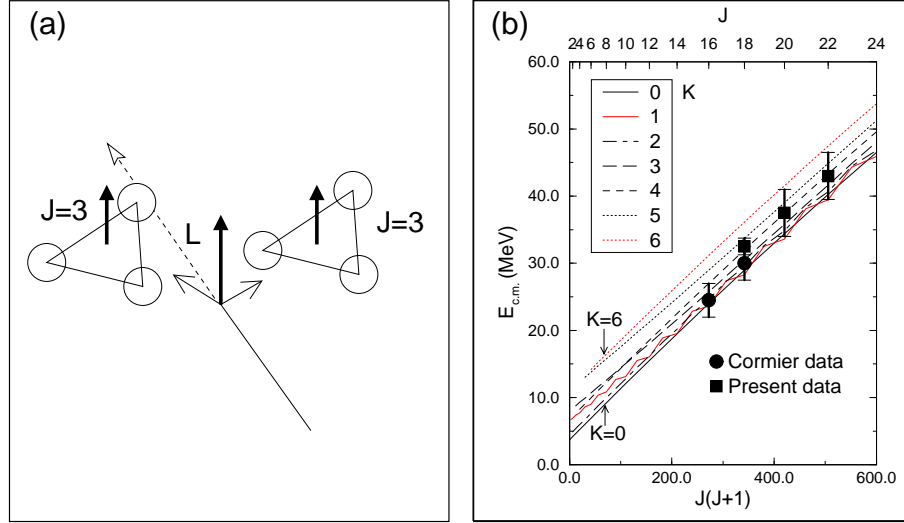 (a)
J=3
L
J=3
(b)
J
2 4 6 8 10 12 14 16 18 20 22 24
60.0
50.0
40.0
30.0
20.0
10.0
0.0
E c.m. (MeV)
0 K
1
2
3
4
5
6
K=6
K=0
Cormier data
Present data
0.0 200.0 400.0 600.0
J(J+1)